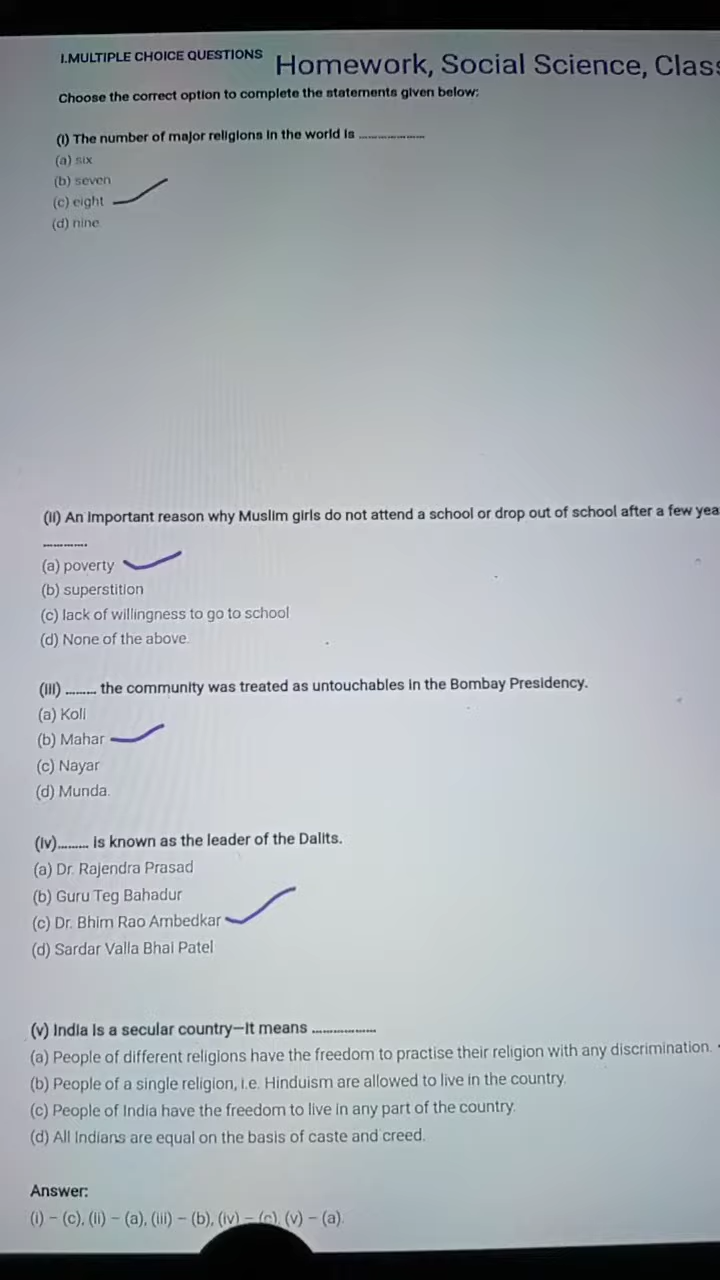 I.MULTIPLE CHOICE QUESTIONS Homework, Social Science, Class
Choose the correct option to complete the statements given below:
(i) The number of major religions in the world is ....................
(a) six
(b) seven
(c) eight
(d) nine.
(ii) An important reason why Muslim girls do not attend a school or drop out of school after a few yea
............
(a) poverty
(b) superstition
(c) lack of willingness to go to school
(d) None of the above.
(iii) ......... the community was treated as untouchables in the Bombay Presidency.
(a) Koli
(b) Mahar
(c) Nayar
(d) Munda.
(iv)......... is known as the leader of the Dalits.
(a) Dr. Rajendra Prasad
(b) Guru Teg Bahadur
(c) Dr. Bhim Rao Ambedkar
(d) Sardar Valla Bhai Patel
(v) India is a secular country—It means ..................
(a) People of different religions have the freedom to practise their religion with any discrimination.
(b) People of a single religion, i.e. Hinduism are allowed to live in the country.
(c) People of India have the freedom to live in any part of the country.
(d) All Indians are equal on the basis of caste and creed.
Answer:
(i) – (c), (ii) – (a), (iii) – (b), (iv) – (c), (v) – (a).